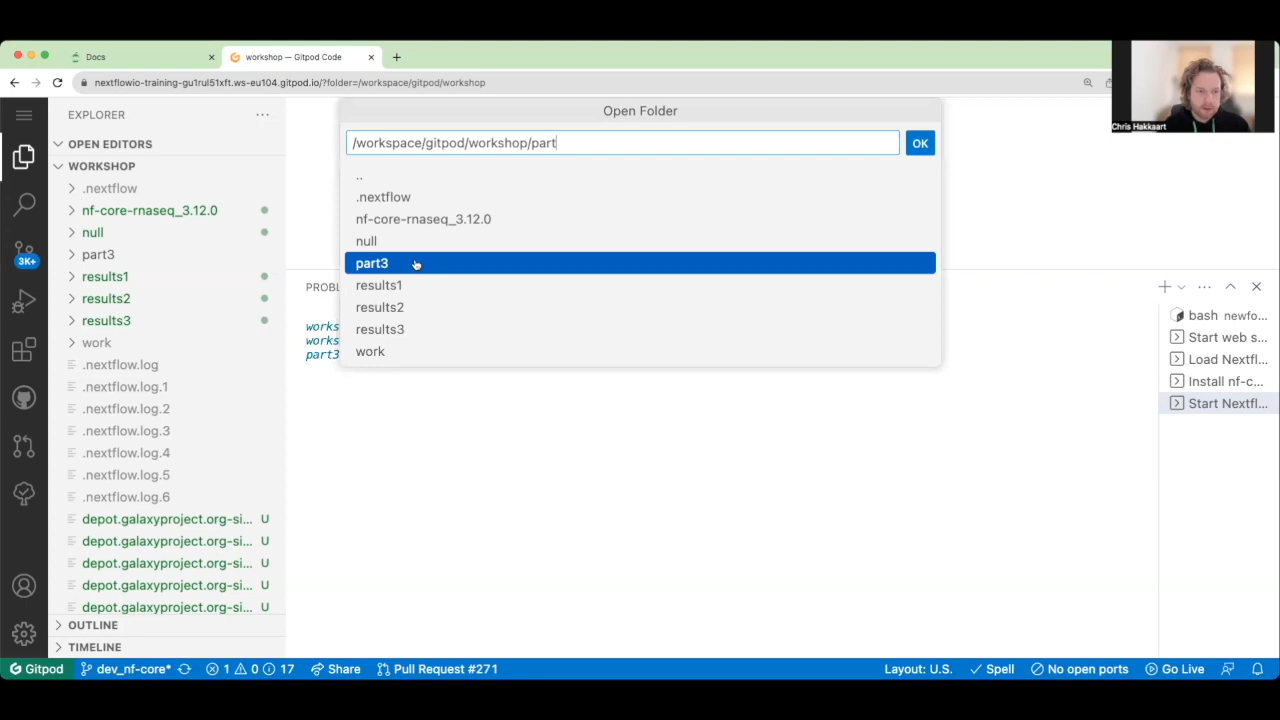 Docs
workshop — Gitpod Code
nextflowio-training-gu1rul51xft.ws-eu104.gitpod.io/?folder=/workspace/gitpod/workshop
Chris Hakkaart
EXPLORER
OPEN EDITORS
WORKSHOP
.nextflow
nf-core-rnaseq_3.12.0
null
part3
results1
results2
results3
work
.nextflow.log
.nextflow.log.1
.nextflow.log.2
.nextflow.log.3
.nextflow.log.4
.nextflow.log.5
.nextflow.log.6
depot.galaxyproject.org-si... U
depot.galaxyproject.org-si... U
depot.galaxyproject.org-si... U
depot.galaxyproject.org-si... U
depot.galaxyproject.org-si... U
OUTLINE
TIMELINE
3K+
Open Folder
/workspace/gitpod/workshop/part
OK
..
.nextflow
nf-core-rnaseq_3.12.0
null
part3
results1
results2
results3
work
PROBL
works
works
part3
bash newfo...
Start web s...
Load Nextfl...
Install nf-c...
Start Nextfl...
Gitpod dev_nf-core* 1 0 17 Share Pull Request #271 Layout: U.S. Spell No open ports Go Live